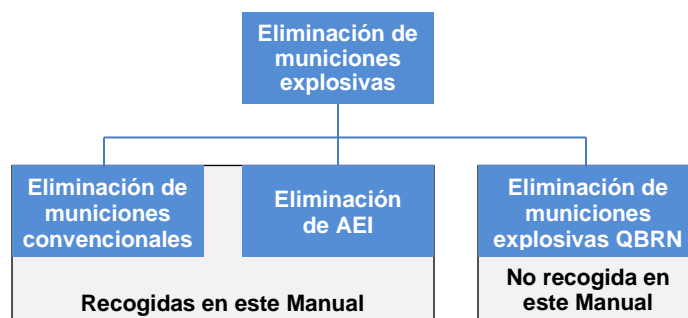 Eliminación de
municiones
explosivas
Eliminación de
municiones
convencionales
Eliminación
de AEI
Eliminación de
municiones
explosivas QBRN
Recogidas en este Manual
No recogida en
este Manual